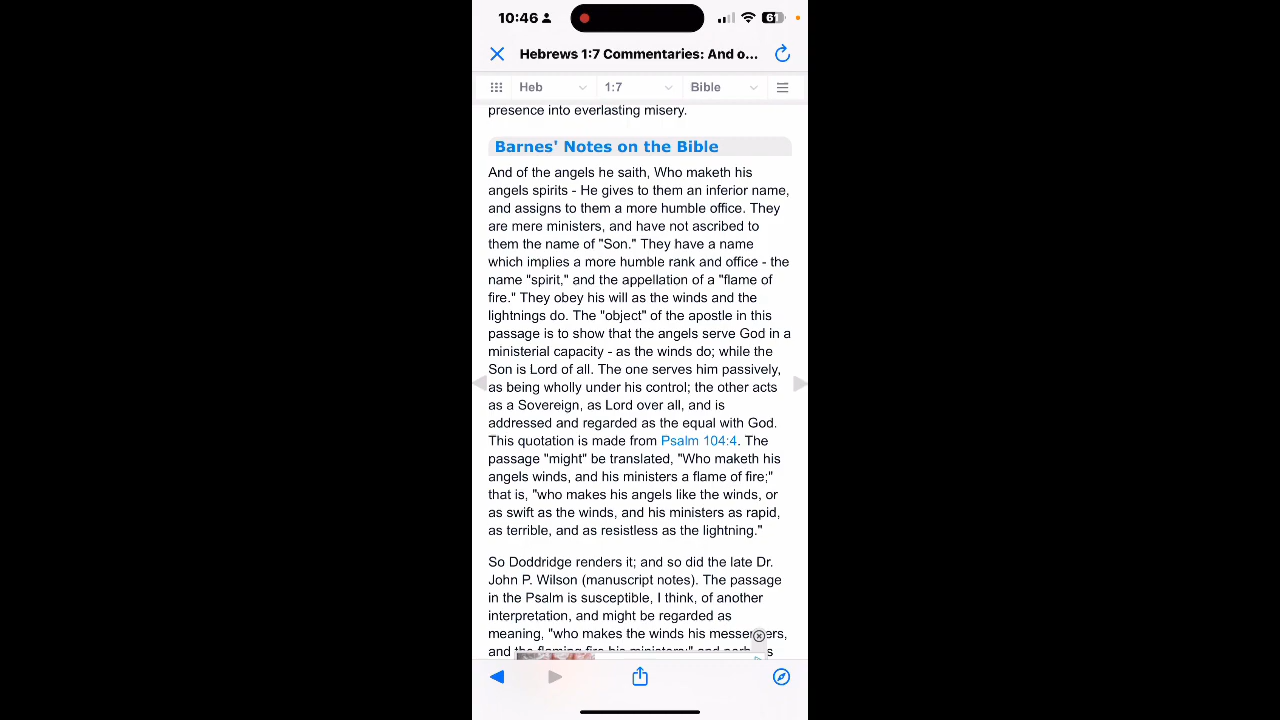 10:46
61
Hebrews 1:7 Commentaries: And o...
Heb
1:7
Bible
presence into everlasting misery.
Barnes' Notes on the Bible
And of the angels he saith, Who maketh his
angels spirits - He gives to them an inferior name,
and assigns to them a more humble office. They
are mere ministers, and have not ascribed to
them the name of "Son." They have a name
which implies a more humble rank and office - the
name "spirit," and the appellation of a "flame of
fire." They obey his will as the winds and the
lightnings do. The "object" of the apostle in this
passage is to show that the angels serve God in a
ministerial capacity - as the winds do; while the
Son is Lord of all. The one serves him passively,
as being wholly under his control; the other acts
as a Sovereign, as Lord over all, and is
addressed and regarded as the equal with God.
This quotation is made from Psalm 104:4. The
passage "might" be translated, "Who maketh his
angels winds, and his ministers a flame of fire;"
that is, "who makes his angels like the winds, or
as swift as the winds, and his ministers as rapid,
as terrible, and as resistless as the lightning."
So Doddridge renders it; and so did the late Dr.
John P. Wilson (manuscript notes). The passage
in the Psalm is susceptible, I think, of another
interpretation, and might be regarded as
meaning, "who makes the winds his messengers,
and the flaming fire his ministers;" and